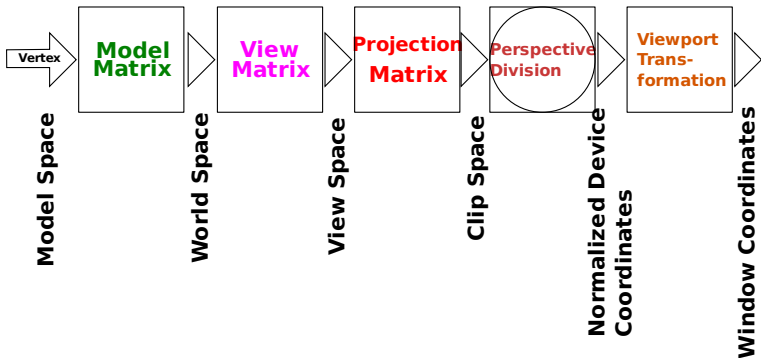 Vertex
Model
Matrix
View
Matrix
Projection
Matrix
Perspective
Division
Viewport
Trans-
formation
Model Space
World Space
View Space
Clip Space
Normalized Device
Coordinates
Window Coordinates